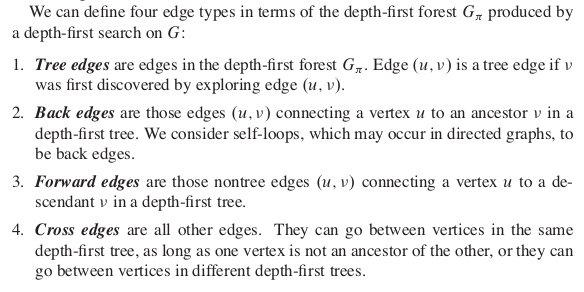 We can define four edge types in terms of the depth-first forest Gπ produced by
a depth-first search on G:
1. Tree edges are edges in the depth-first forest Gπ. Edge (u, v) is a tree edge if v
was first discovered by exploring edge (u, v).
2. Back edges are those edges (u, v) connecting a vertex u to an ancestor v in a
depth-first tree. We consider self-loops, which may occur in directed graphs, to
be back edges.
3. Forward edges are those nontree edges (u, v) connecting a vertex u to a de-
scendant v in a depth-first tree.
4. Cross edges are all other edges. They can go between vertices in the same
depth-first tree, as long as one vertex is not an ancestor of the other, or they can
go between vertices in different depth-first trees.